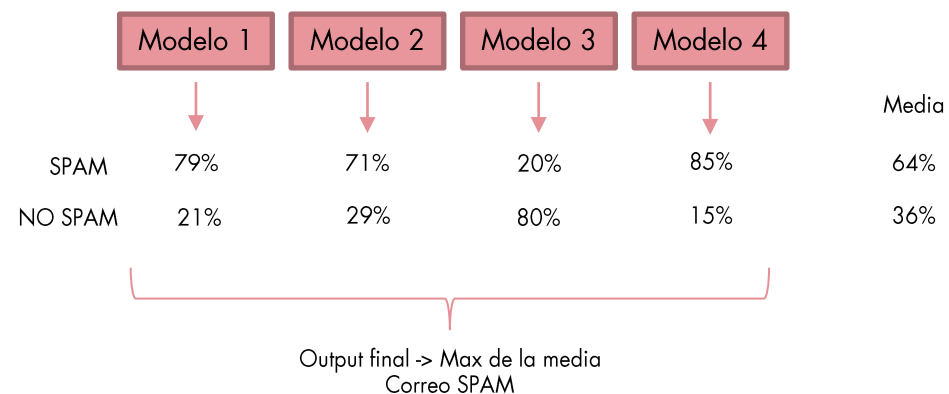 Modelo 1 Modelo 2 Modelo 3 Modelo 4
Media
SPAM 79% 71% 20% 85% 64%
NO SPAM 21% 29% 80% 15% 36%
Output final -> Max de la media
Correo SPAM